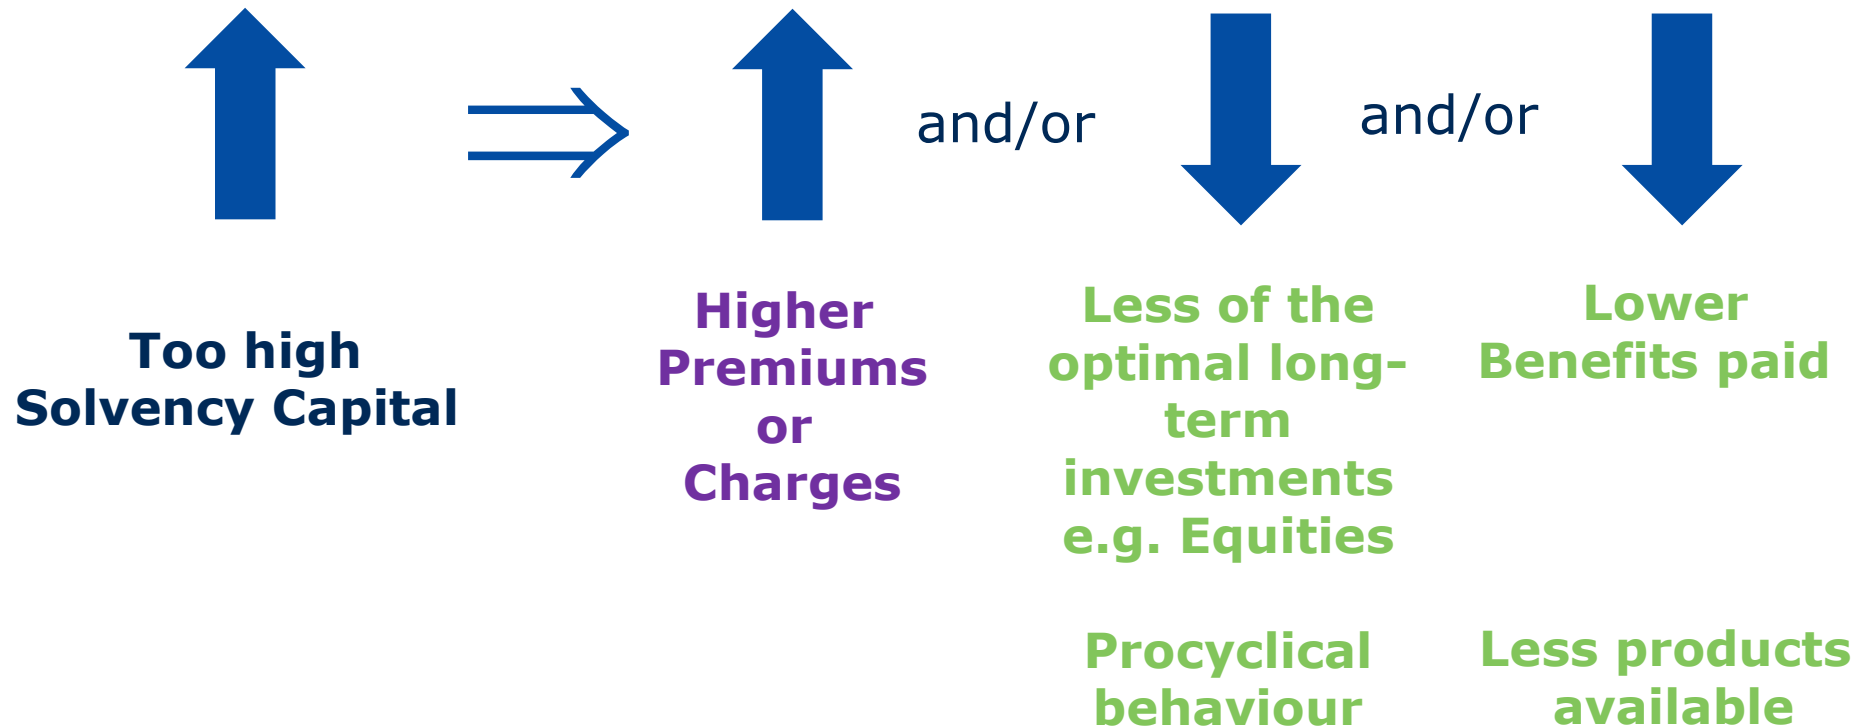 and/or
and/or
Too high
Solvency Capital
Higher
Premiums
or
Charges
Less of the
optimal long-
term
investments
e.g. Equities
Procyclical
behaviour
Lower
Benefits paid
Less products
available